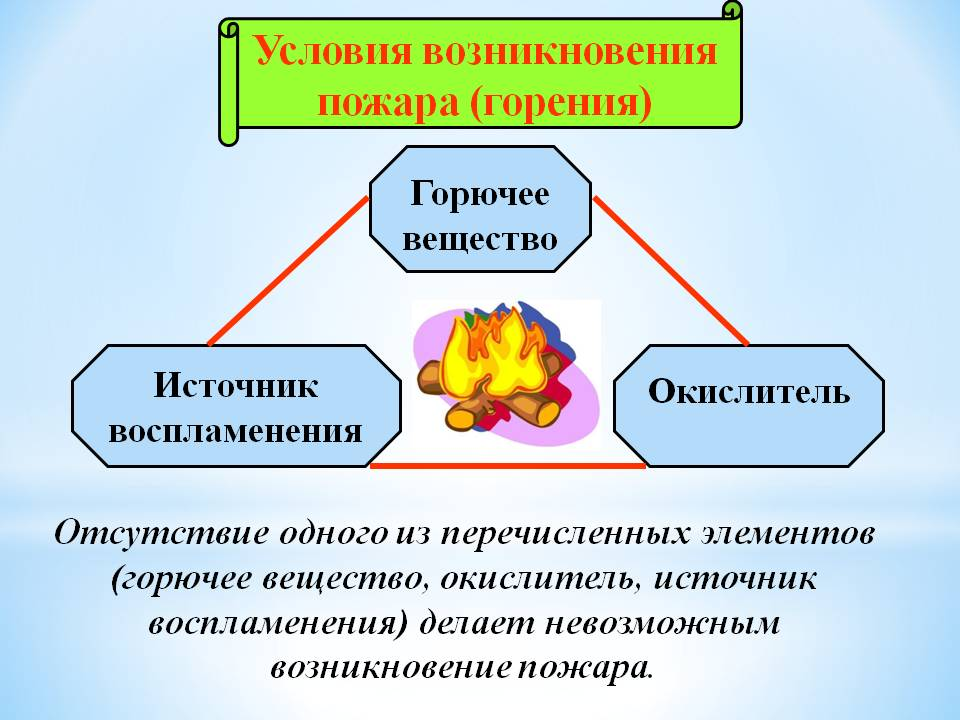 Условия возникновения
пожара (горения)
Горючее
вещество
Источник
воспламенения
Окислитель
Отсутствие одного из перечисленных элементов
(горючее вещество, окислитель, источник
воспламенения) делает невозможным
возникновение пожара.